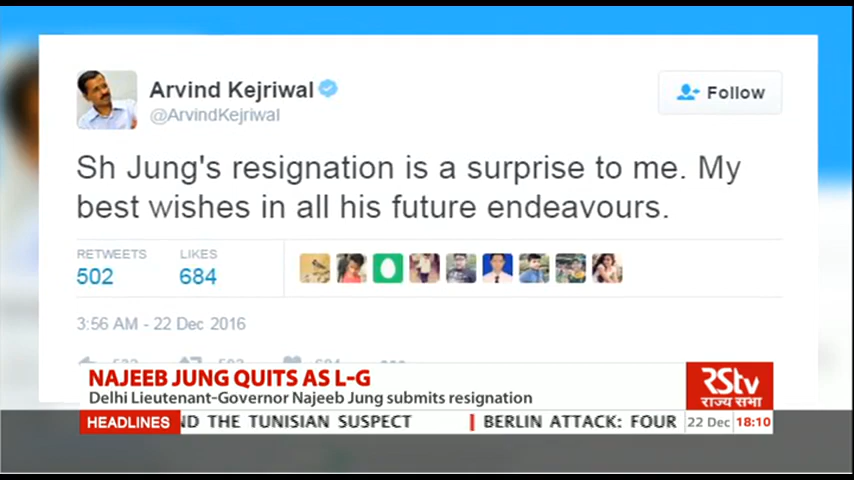 Arvind Kejriwal
@ArvindKejriwal
Follow
Sh Jung's resignation is a surprise to me. My
best wishes in all his future endeavours.
RETWEETS LIKES
502 684
3:56 AM - 22 Dec 2016
NAJEEB JUNG QUITS AS L-G
Delhi Lieutenant-Governor Najeeb Jung submits resignation
RStv
राज्य सभा
HEADLINES ND THE TUNISIAN SUSPECT | BERLIN ATTACK: FOUR 22 Dec 18:10